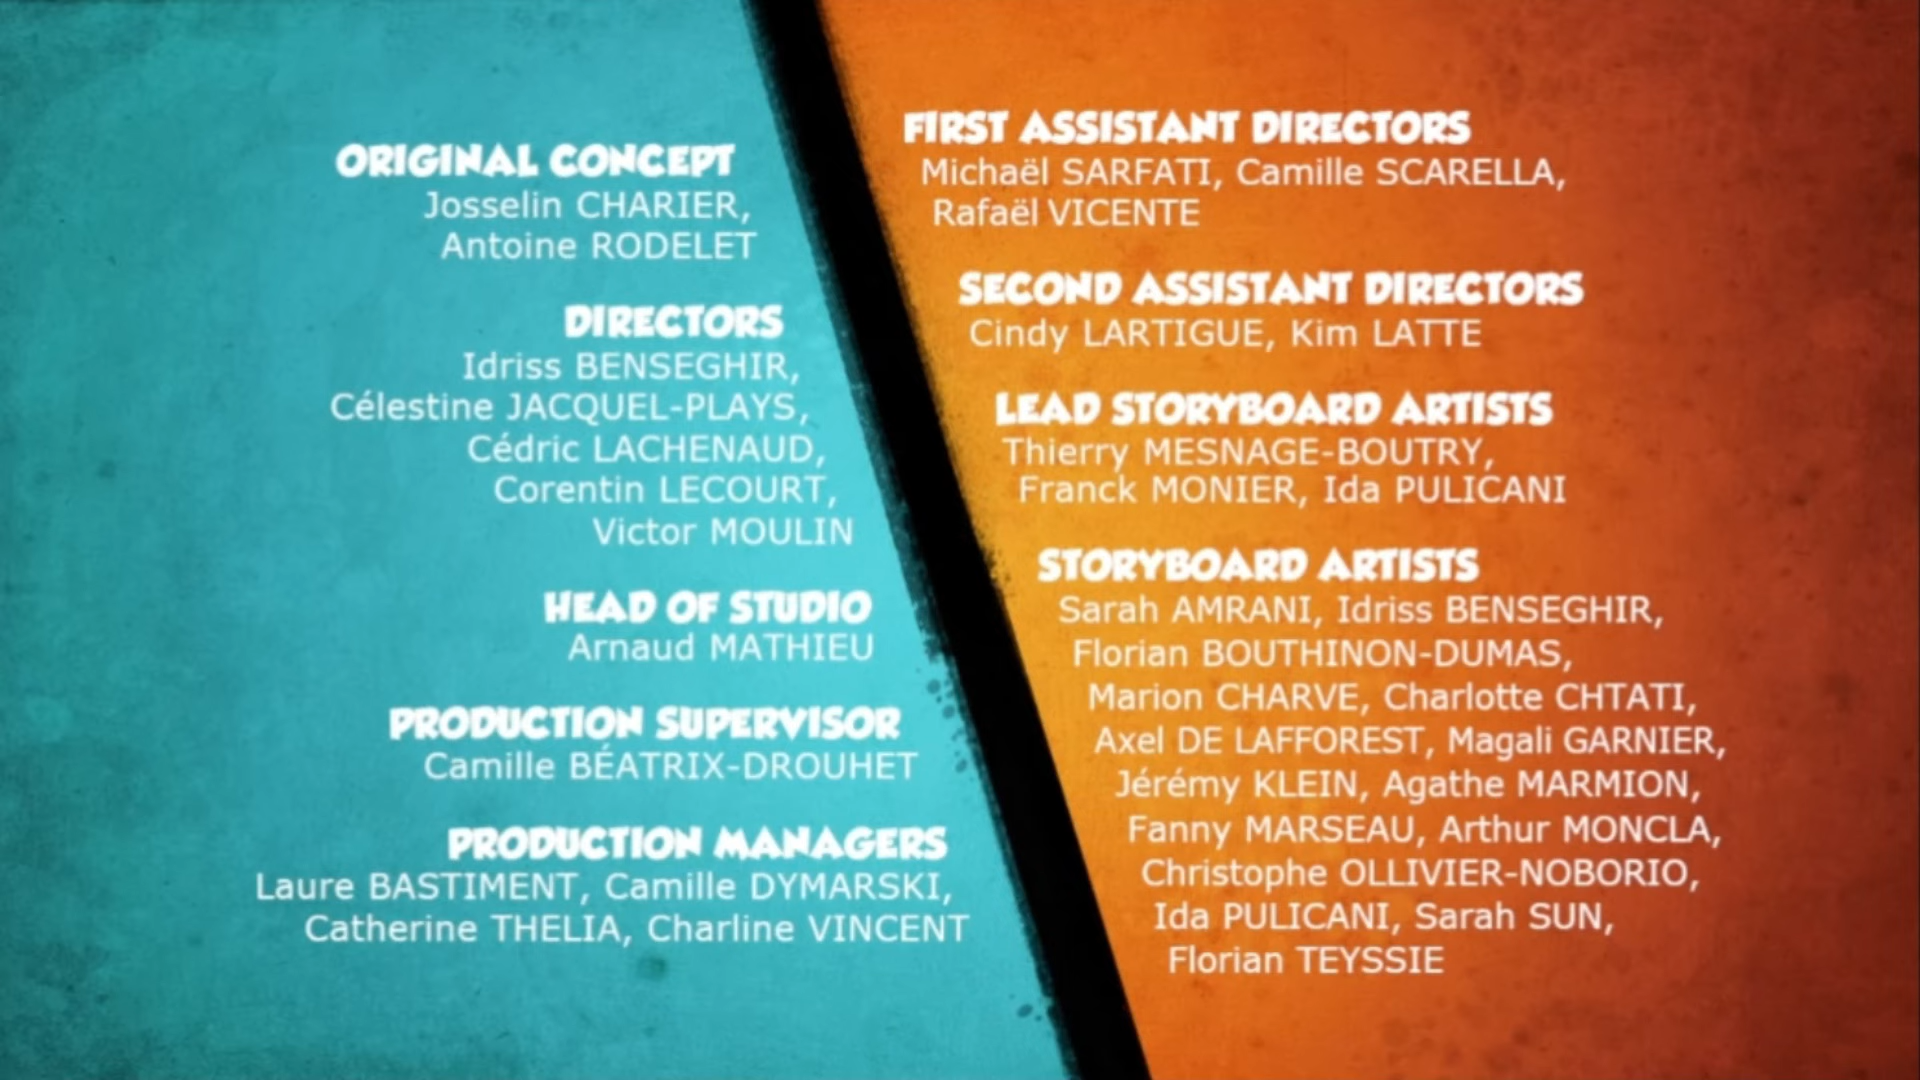 ORIGINAL CONCEPT
Josselin CHARIER,
Antoine RODELET
DIRECTORS
Idriss BENSEGHIR,
Célestine JACQUEL-PLAYS,
Cédric LACHENAUD,
Corentin LECOURT,
Victor MOULIN
HEAD OF STUDIO
Arnaud MATHIEU
PRODUCTION SUPERVISOR
Camille BÉATRIX-DROUHET
PRODUCTION MANAGERS
Laure BASTIMENT, Camille DYMARSKI,
Catherine THELIA, Charline VINCENT
FIRST ASSISTANT DIRECTORS
Michaël SARFATI, Camille SCARELLA,
Rafaël VICENTE
SECOND ASSISTANT DIRECTORS
Cindy LARTIGUE, Kim LATTE
LEAD STORYBOARD ARTISTS
Thierry MESNAGE-BOUTRY,
Franck MONIER, Ida PULICANI
STORYBOARD ARTISTS
Sarah AMRANI, Idriss BENSEGHIR,
Florian BOUTHINON-DUMAS,
Marion CHARVE, Charlotte CHTATI,
Axel DE LAFFOREST, Magali GARNIER,
Jérémy KLEIN, Agathe MARMION,
Fanny MARSEAU, Arthur MONCLA,
Christophe OLLIVIER-NOBORIO,
Ida PULICANI, Sarah SUN,
Florian TEYSSIE